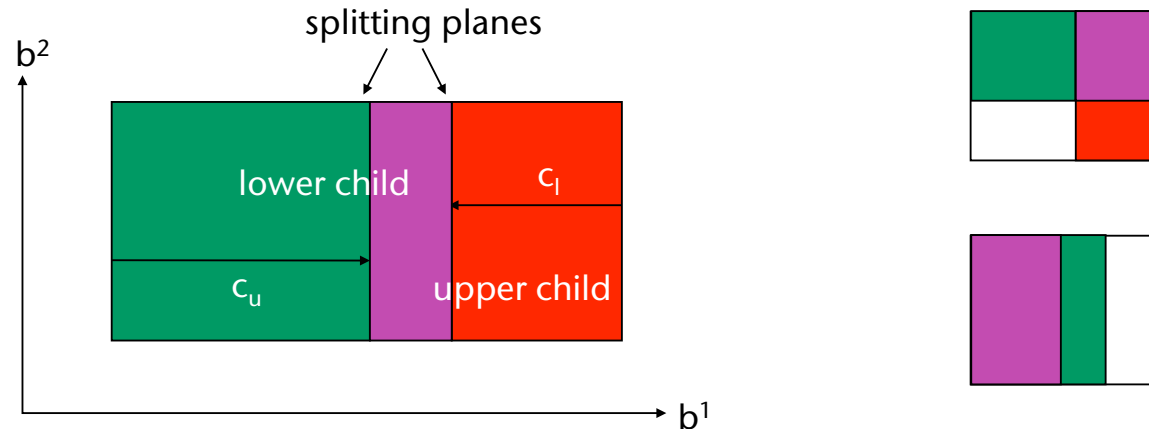 splitting planes
b²
lower child
c_l
c_u
upper child
b¹